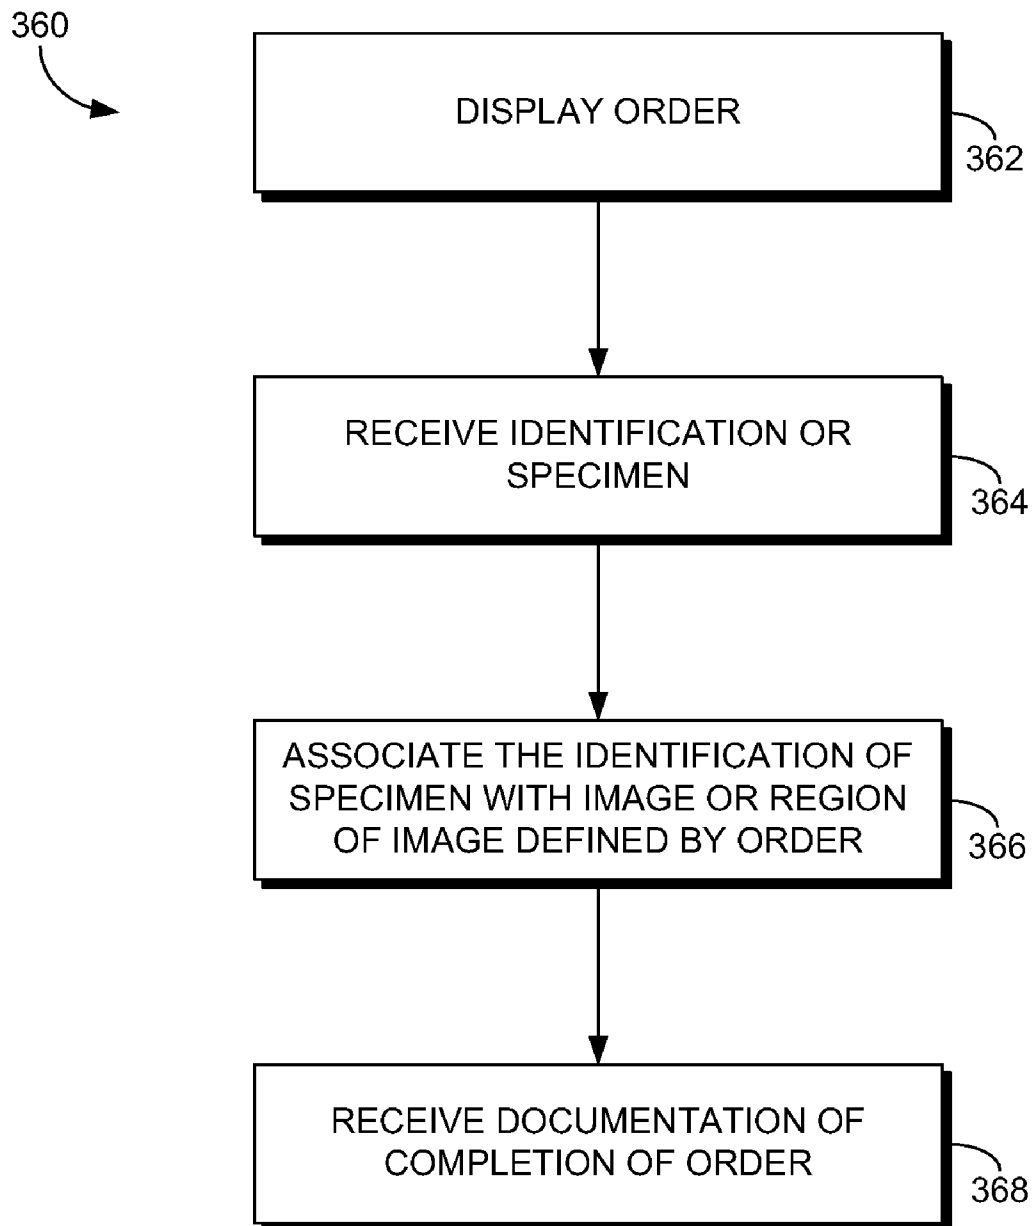 360
DISPLAY ORDER
362
RECEIVE IDENTIFICATION OR
SPECIMEN
364
ASSOCIATE THE IDENTIFICATION OF
SPECIMEN WITH IMAGE OR REGION
OF IMAGE DEFINED BY ORDER
366
RECEIVE DOCUMENTATION OF
COMPLETION OF ORDER
368